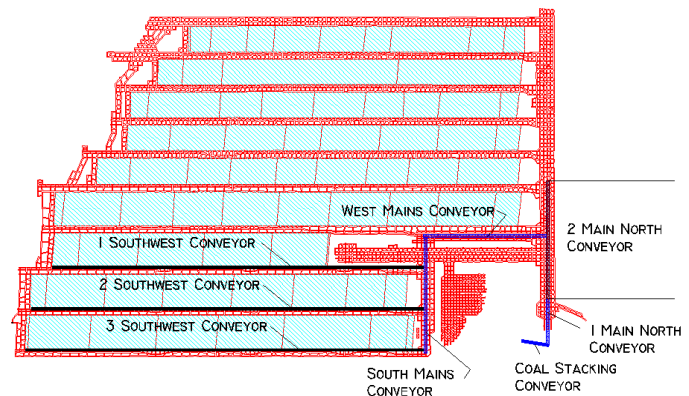 West Mains Conveyor
2 Main North
Conveyor
1 Southwest Conveyor
2 Southwest Conveyor
3 Southwest Conveyor
1 Main North
Conveyor
South Mains
Conveyor
Coal Stacking
Conveyor